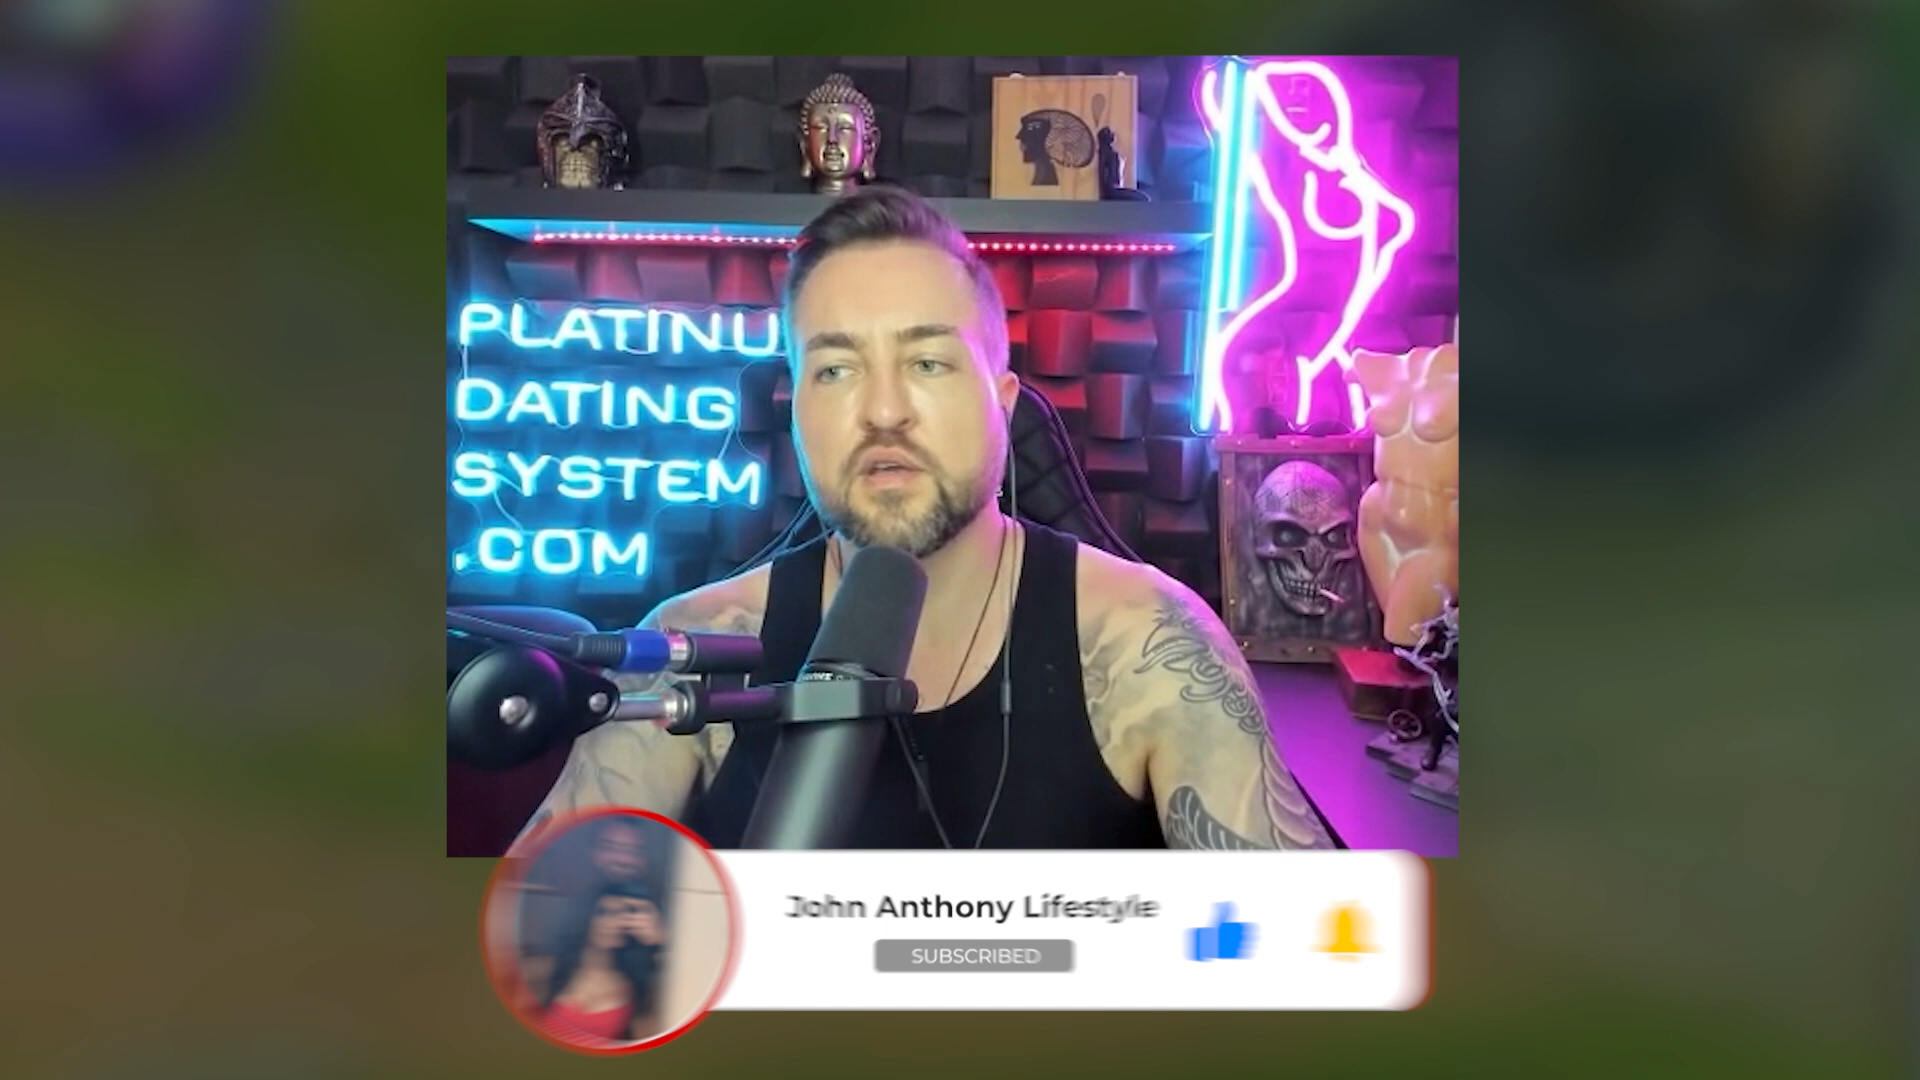 PLATINU
DATING
SYSTEM
.COM
John Anthony Lifestyle
SUBSCRIBED